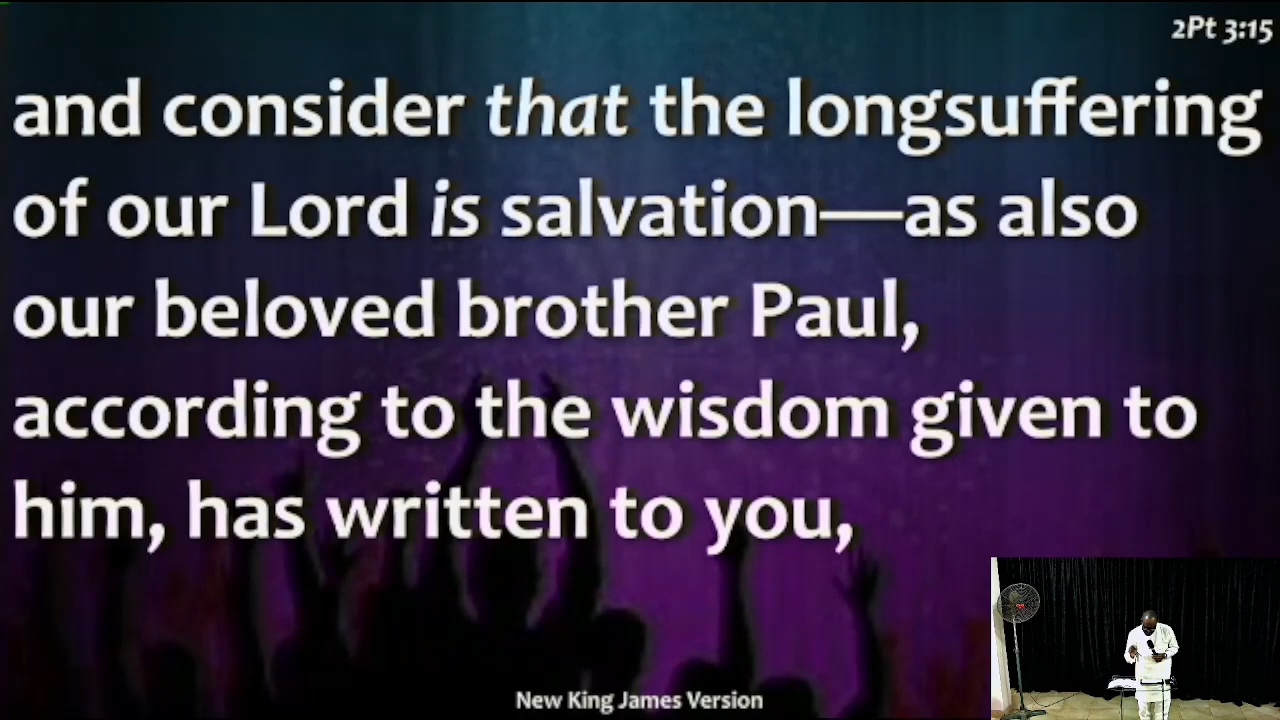 2Pt 3:15
and consider that the longsuffering
of our Lord is salvation—as also
our beloved brother Paul,
according to the wisdom given to
him, has written to you,
New King James Version